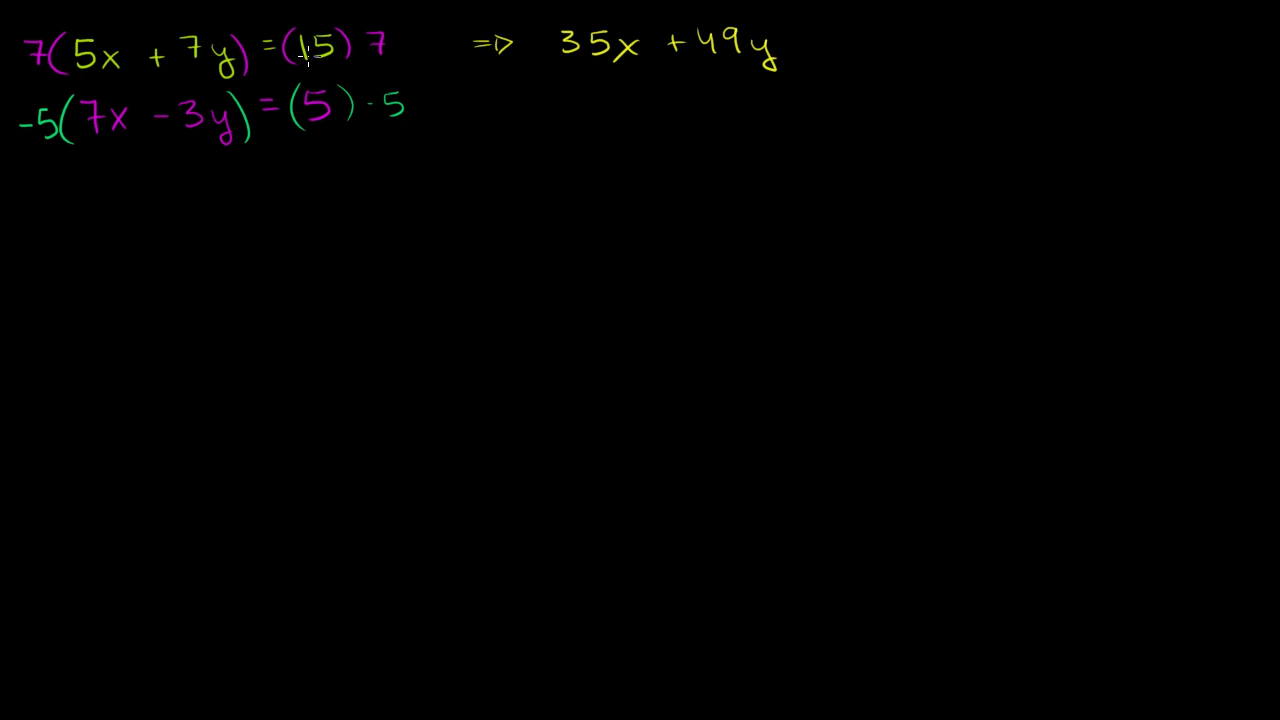 7(5x + 7y) = (15) 7 => 35x + 49y
-5(7x - 3y) = (5) · 5